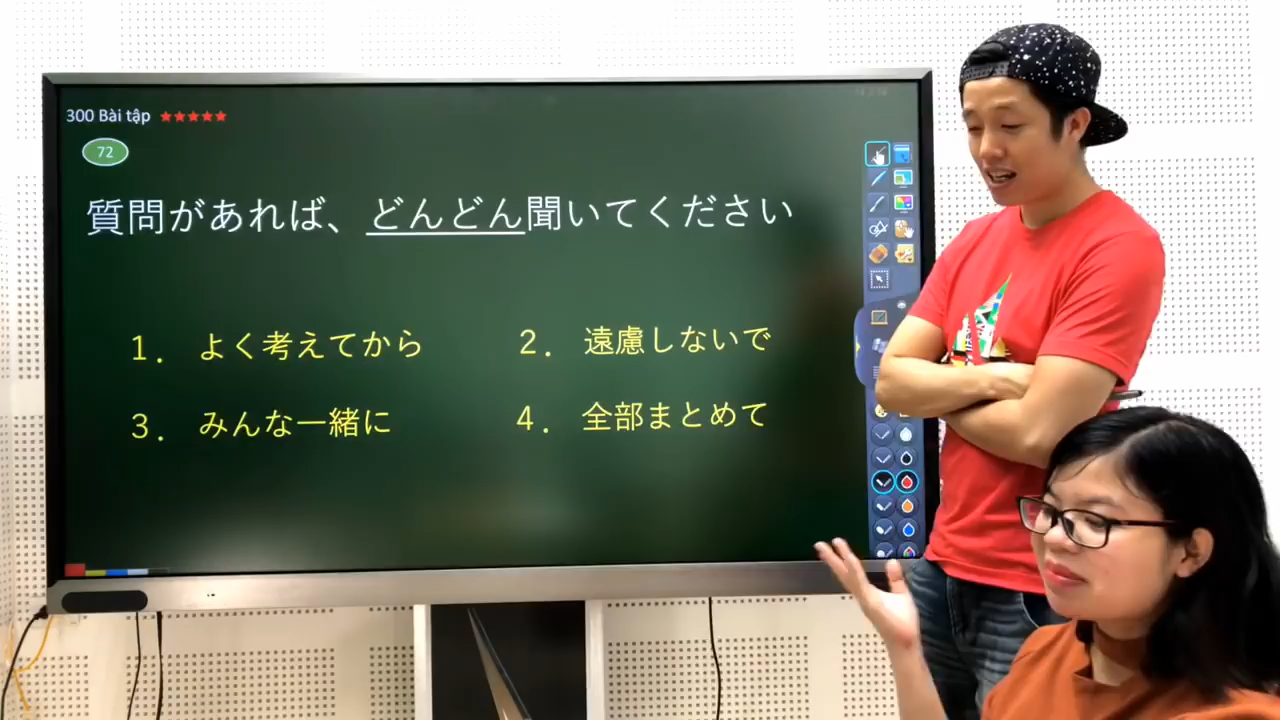 300 Bài tập ★★★★★
72
質問があれば、どんどん聞いてください
1. よく考えてから
2. 遠慮しないで
3. みんな一緒に
4. 全部まとめて